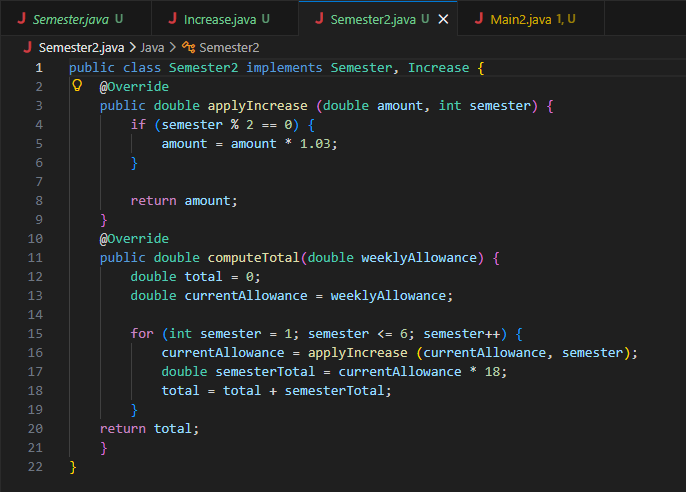 Semester.java U Increase.java U Semester2.java U Main2.java 1, U
Semester2.java > Java > Semester2
1 public class Semester2 implements Semester, Increase {
2 @Override
3 public double applyIncrease (double amount, int semester) {
4 if (semester % 2 == 0) {
5 amount = amount * 1.03;
6 }
7
8 return amount;
9 }
10 @Override
11 public double computeTotal(double weeklyAllowance) {
12 double total = 0;
13 double currentAllowance = weeklyAllowance;
14
15 for (int semester = 1; semester <= 6; semester++) {
16 currentAllowance = applyIncrease (currentAllowance, semester);
17 double semesterTotal = currentAllowance * 18;
18 total = total + semesterTotal;
19 }
20 return total;
21 }
22 }